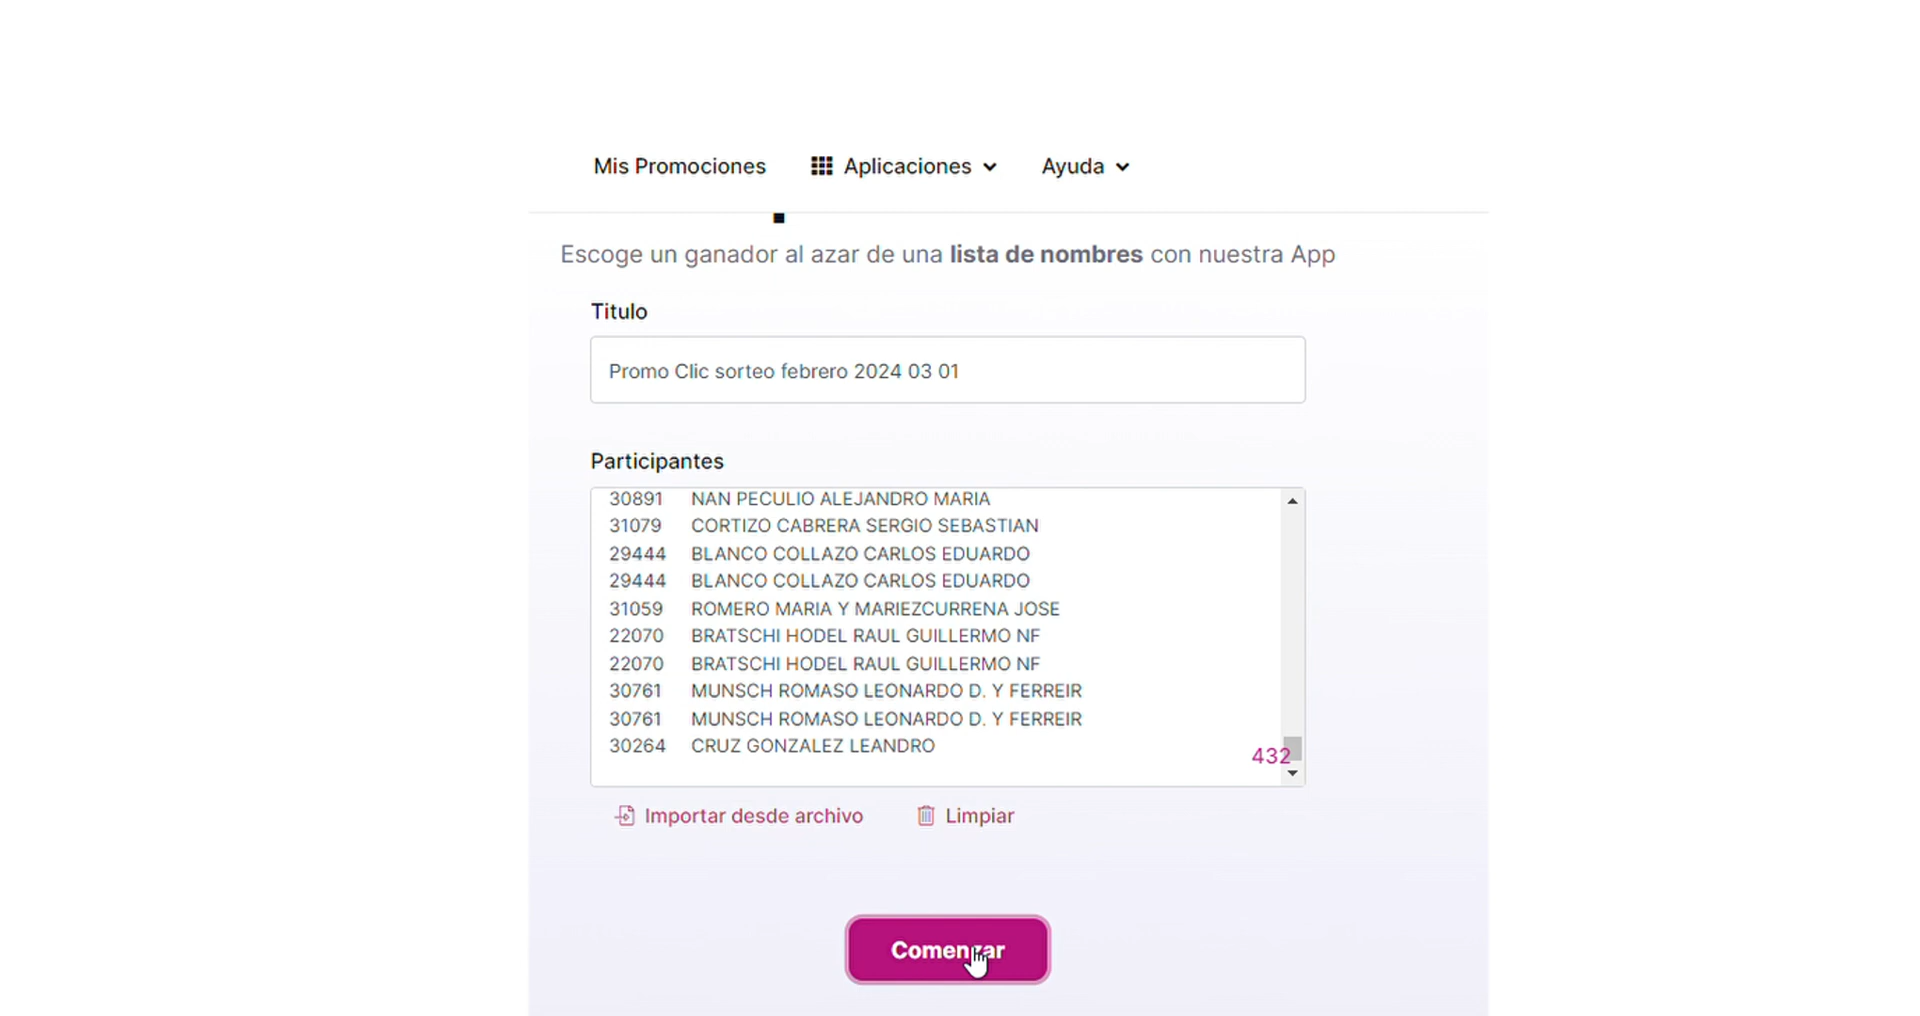 Mis Promociones Aplicaciones Ayuda
Escoge un ganador al azar de una lista de nombres con nuestra App
Titulo
Promo Clic sorteo febrero 2024 03 01
Participantes
30891 NAN PECULIO ALEJANDRO MARIA
31079 CORTIZO CABRERA SERGIO SEBASTIAN
29444 BLANCO COLLAZO CARLOS EDUARDO
29444 BLANCO COLLAZO CARLOS EDUARDO
31059 ROMERO MARIA Y MARIEZCURRENA JOSE
22070 BRATSCHI HODEL RAUL GUILLERMO NF
22070 BRATSCHI HODEL RAUL GUILLERMO NF
30761 MUNSCH ROMASO LEONARDO D. Y FERREIR
30761 MUNSCH ROMASO LEONARDO D. Y FERREIR
30264 CRUZ GONZALEZ LEANDRO
432
Importar desde archivo Limpiar
Comenzar